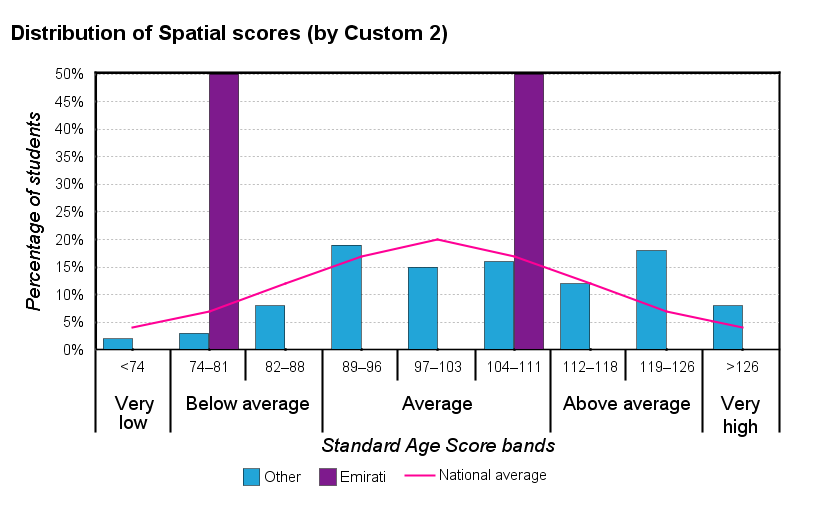 Distribution of Spatial scores (by Custom 2)
Percentage of students
50%
45%
40%
35%
30%
25%
20%
15%
10%
5%
0%
<74 74–81 82–88 89–96 97–103 104–111 112–118 119–126 >126
Very low Below average Average Above average Very high
Standard Age Score bands
Other Emirati National average